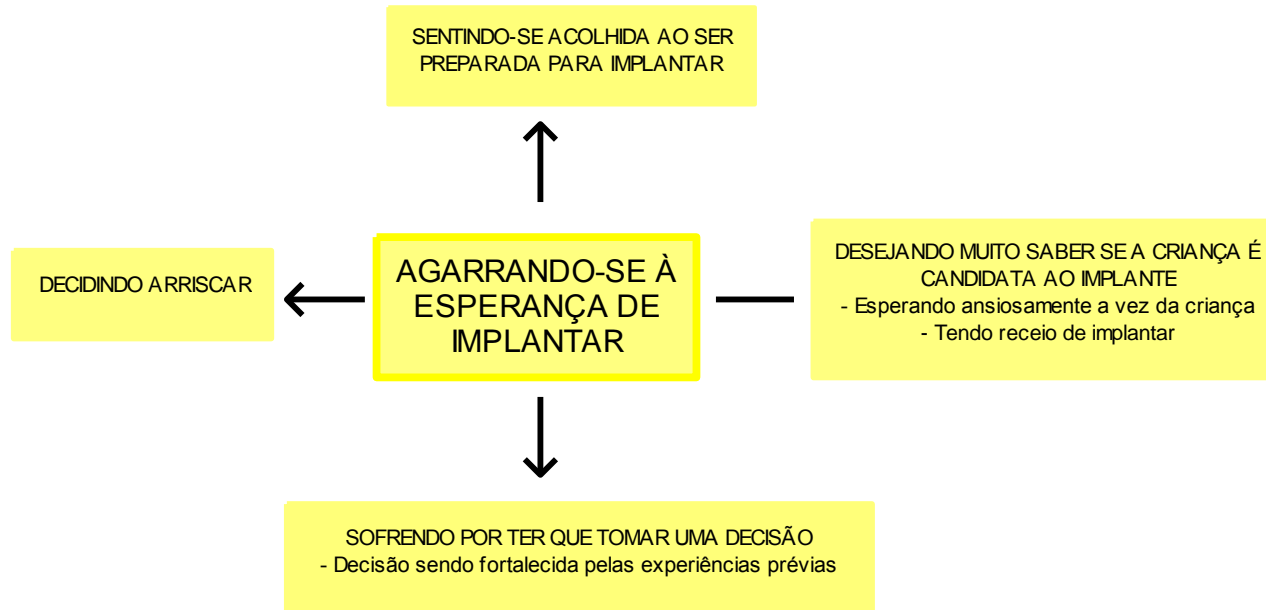 SENTINDO-SE ACOLHIDA AO SER
PREPARADA PARA IMPLANTAR
DECIDINDO ARRISCAR
AGARRANDO-SE À
ESPERANÇA DE
IMPLANTAR
DESEJANDO MUITO SABER SE A CRIANÇA É
CANDIDATA AO IMPLANTE
- Esperando ansiosamente a vez da criança
- Tendo receio de implantar
SOFRENDO POR TER QUE TOMAR UMA DECISÃO
- Decisão sendo fortalecida pelas experiências prévias